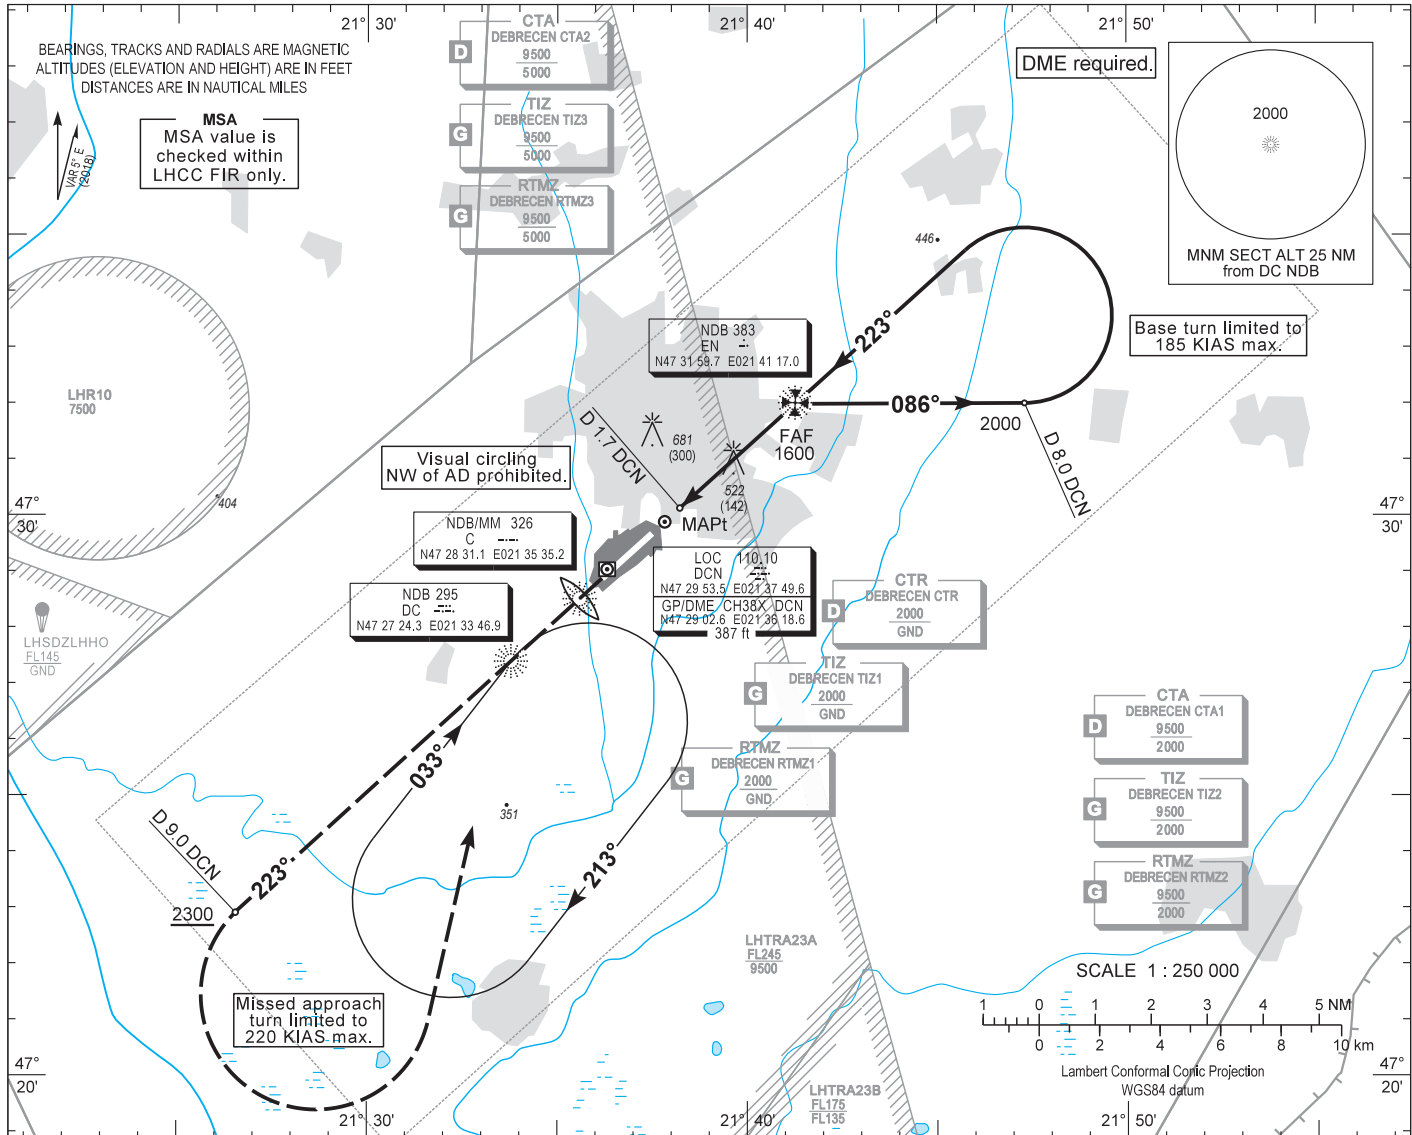 21° 30'
21° 40'
21° 50'
BEARINGS, TRACKS AND RADIALS ARE MAGNETIC
ALTITUDES (ELEVATION AND HEIGHT) ARE IN FEET
DISTANCES ARE IN NAUTICAL MILES
VAR 5° E
(2018)
MSA
MSA value is
checked within
LHCC FIR only.
CTA
D
DEBRECEN CTA2
9500
5000
TIZ
G
DEBRECEN TIZ3
9500
5000
RTMZ
G
DEBRECEN RTMZ3
9500
5000
DME required.
2000
MNM SECT ALT 25 NM
from DC NDB
446
Base turn limited to
185 KIAS max.
NDB 383
EN
N47 31 59.7 E021 41 17.0
223°
086°
2000
D 8.0 DCN
FAF
1600
LHR10
7500
D 1.7 DCN
681
(300)
522
(142)
MAPt
Visual circling
NW of AD prohibited.
404
47°
30'
47°
30'
NDB/MM 326
C
N47 28 31.1 E021 35 35.2
NDB 295
DC
N47 27 24.3 E021 33 46.9
LOC 110.10
DCN
N47 29 53.5 E021 37 49.6
GP/DME CH38X DCN
N47 29 02.6 E021 36 18.6
387 ft
LHSDZLHHO
FL145
GND
CTR
D
DEBRECEN CTR
2000
GND
TIZ
G
DEBRECEN TIZ1
2000
GND
RTMZ
G
DEBRECEN RTMZ1
2000
GND
CTA
D
DEBRECEN CTA1
9500
2000
TIZ
G
DEBRECEN TIZ2
9500
2000
RTMZ
G
DEBRECEN RTMZ2
9500
2000
033°
351
213°
D 9.0 DCN
223°
2300
Missed approach
turn limited to
220 KIAS max.
LHTRA23A
FL245
9500
LHTRA23B
FL175
FL135
SCALE 1 : 250 000
1 0 1 2 3 4 5 NM
0 2 4 6 8 10 km
Lambert Conformal Conic Projection
WGS84 datum
47°
20'
47°
20'
21° 30'
21° 40'
21° 50'